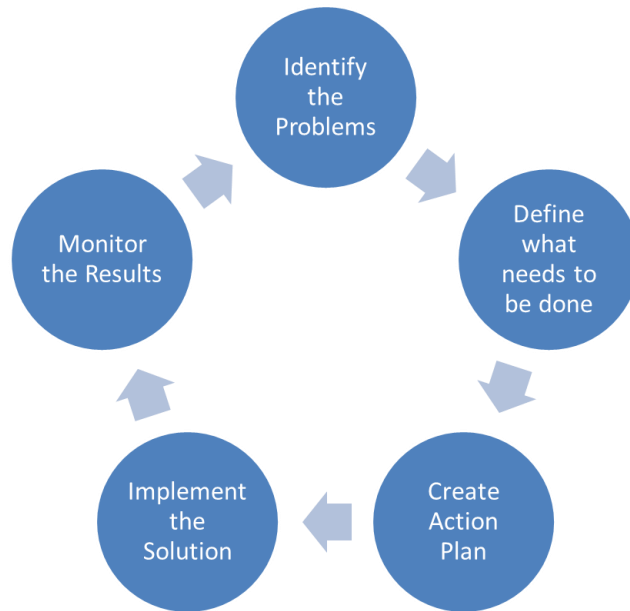 Identify
the
Problems
Define
what
needs to
be done
Create
Action
Plan
Implement
the
Solution
Monitor
the Results